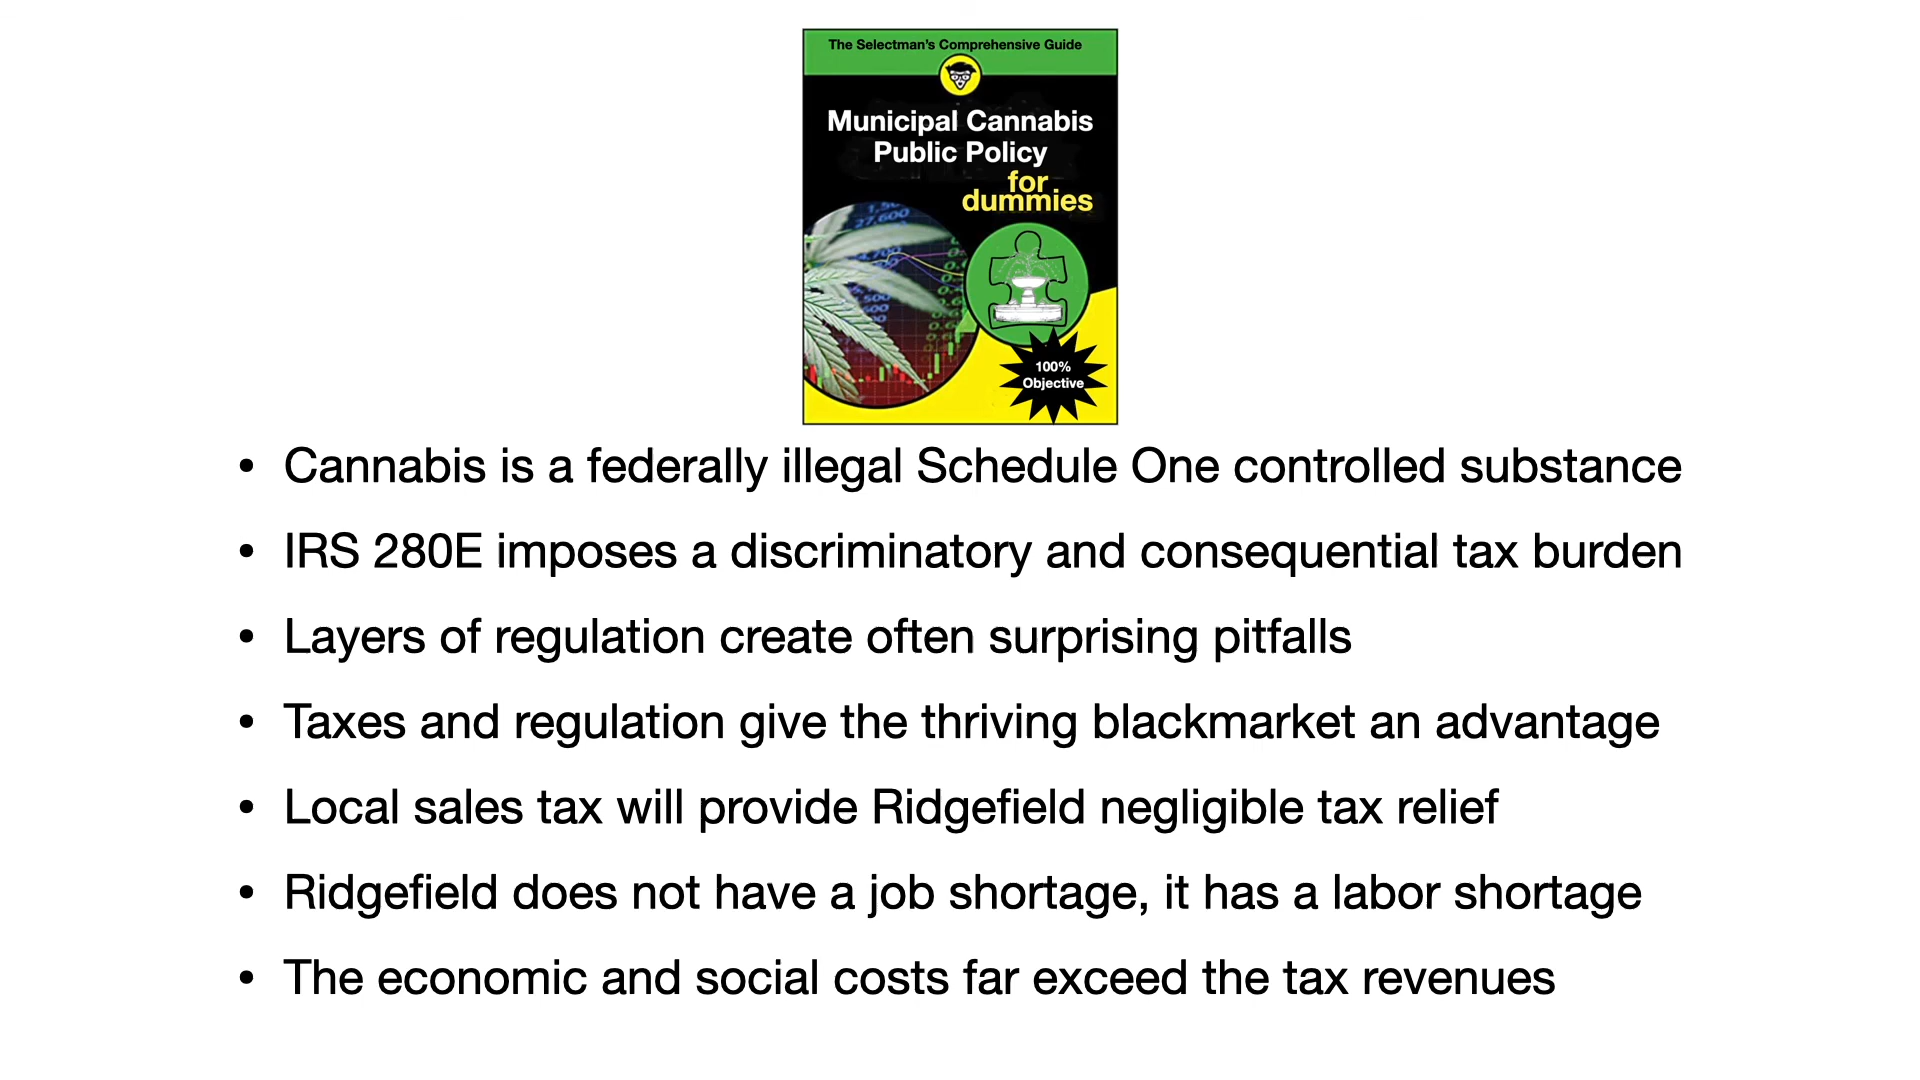 The Selectman's Comprehensive Guide
Municipal Cannabis
Public Policy
for
dummies
100%
Objective
• Cannabis is a federally illegal Schedule One controlled substance
• IRS 280E imposes a discriminatory and consequential tax burden
• Layers of regulation create often surprising pitfalls
• Taxes and regulation give the thriving blackmarket an advantage
• Local sales tax will provide Ridgefield negligible tax relief
• Ridgefield does not have a job shortage, it has a labor shortage
• The economic and social costs far exceed the tax revenues